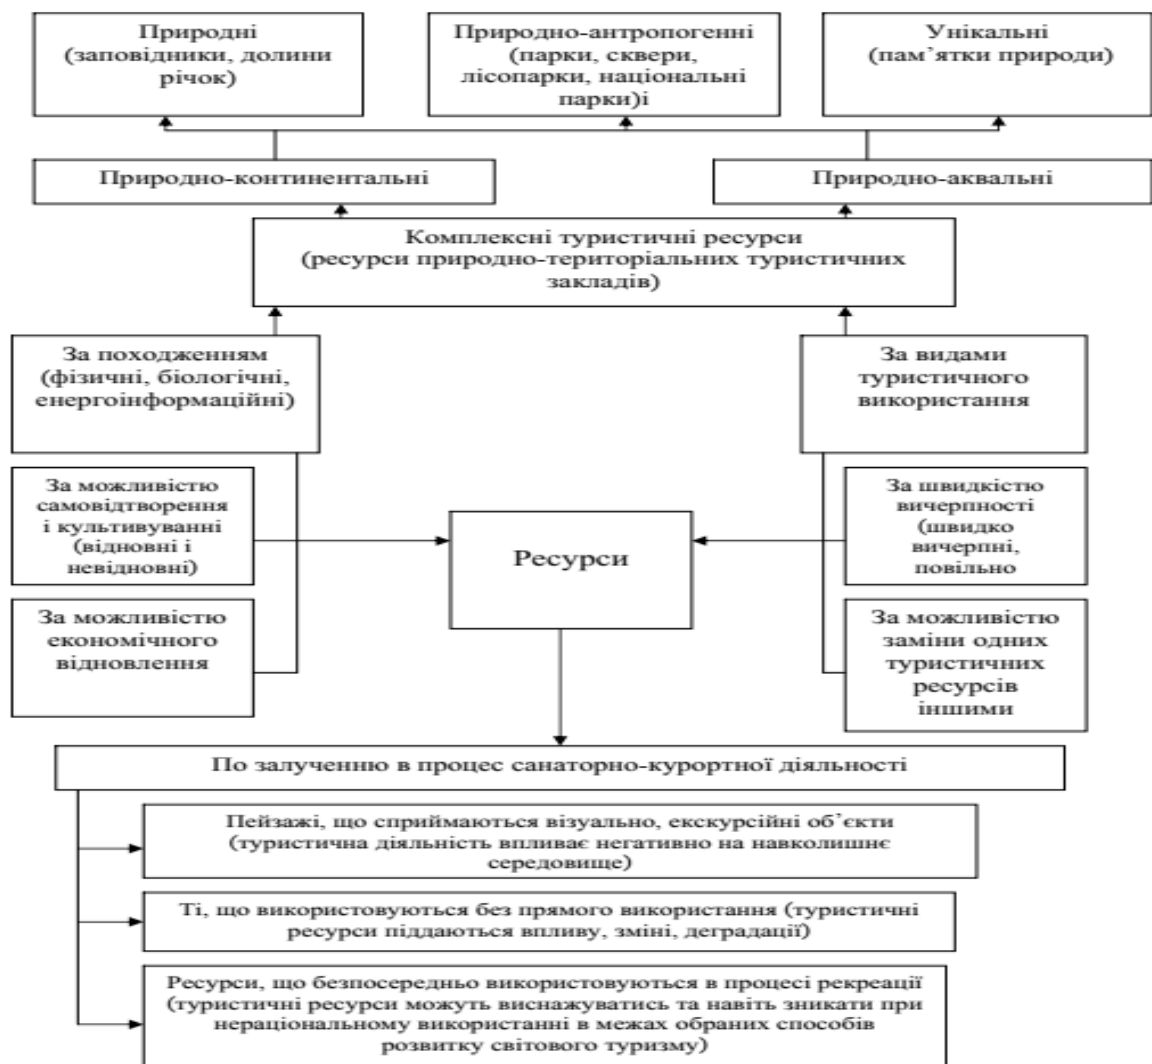 Природні
(заповідники, долини
річок)
Природно-антропогенні
(парки, сквери,
лісопарки, національні
парки)і
Унікальні
(пам’ятки природи)
Природно-континентальні
Природно-аквальні
Комплексні туристичні ресурси
(ресурси природно-територіальних туристичних
закладів)
За походженням
(фізичні, біологічні,
енергоінформаційні)
За видами
туристичного
використання
За можливістю
самовідтворення
і культивуванні
(відновні і
невідновні)
Ресурси
За швидкістю
вичерпності
(швидко
вичерпні,
повільно
За можливістю
економічного
відновлення
За можливістю
заміни одних
туристичних
ресурсів
іншими
По залученню в процес санаторно-курортної діяльності
Пейзажі, що сприймаються візуально, екскурсійні об’єкти
(туристична діяльність впливає негативно на навколишнє
середовище)
Ті, що використовуються без прямого використання (туристичні
ресурси піддаються впливу, зміні, деградації)
Ресурси, що безпосередньо використовуються в процесі рекреації
(туристичні ресурси можуть виснажуватись та навіть зникати при
нераціональному використанні в межах обраних способів
розвитку світового туризму)